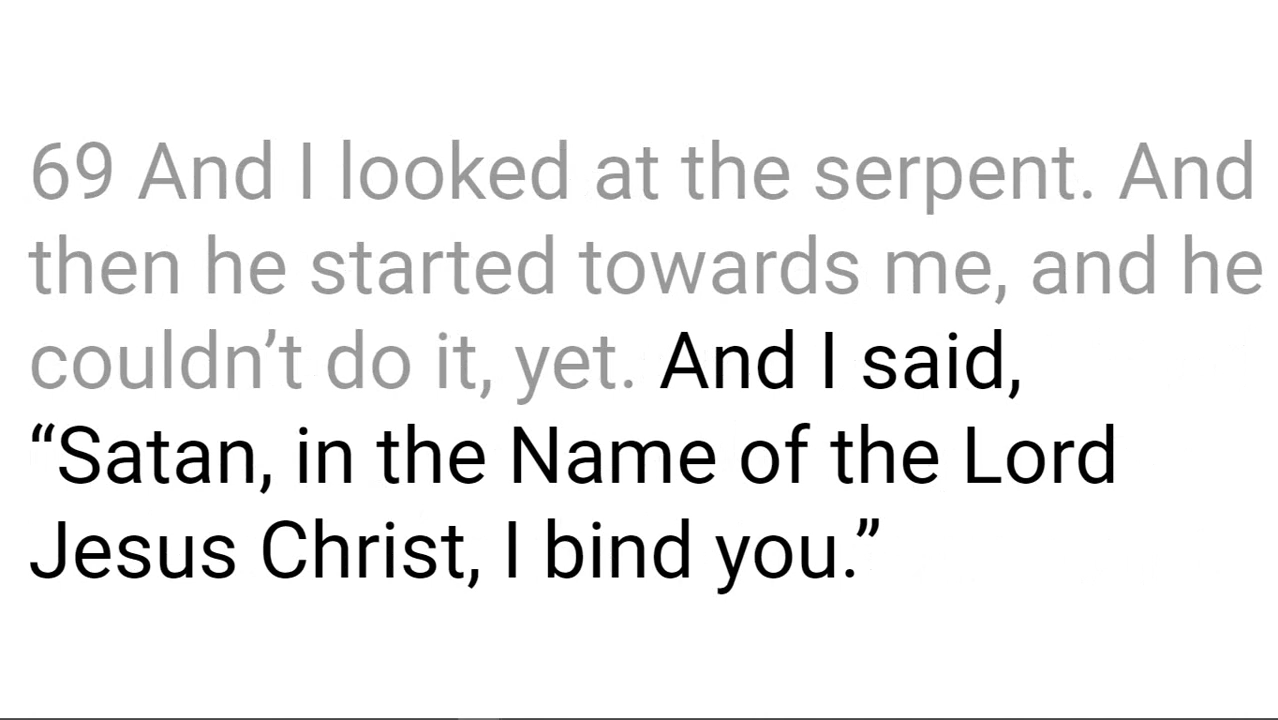 69 And I looked at the serpent. And
then he started towards me, and he
couldn’t do it, yet. And I said,
“Satan, in the Name of the Lord
Jesus Christ, I bind you.”